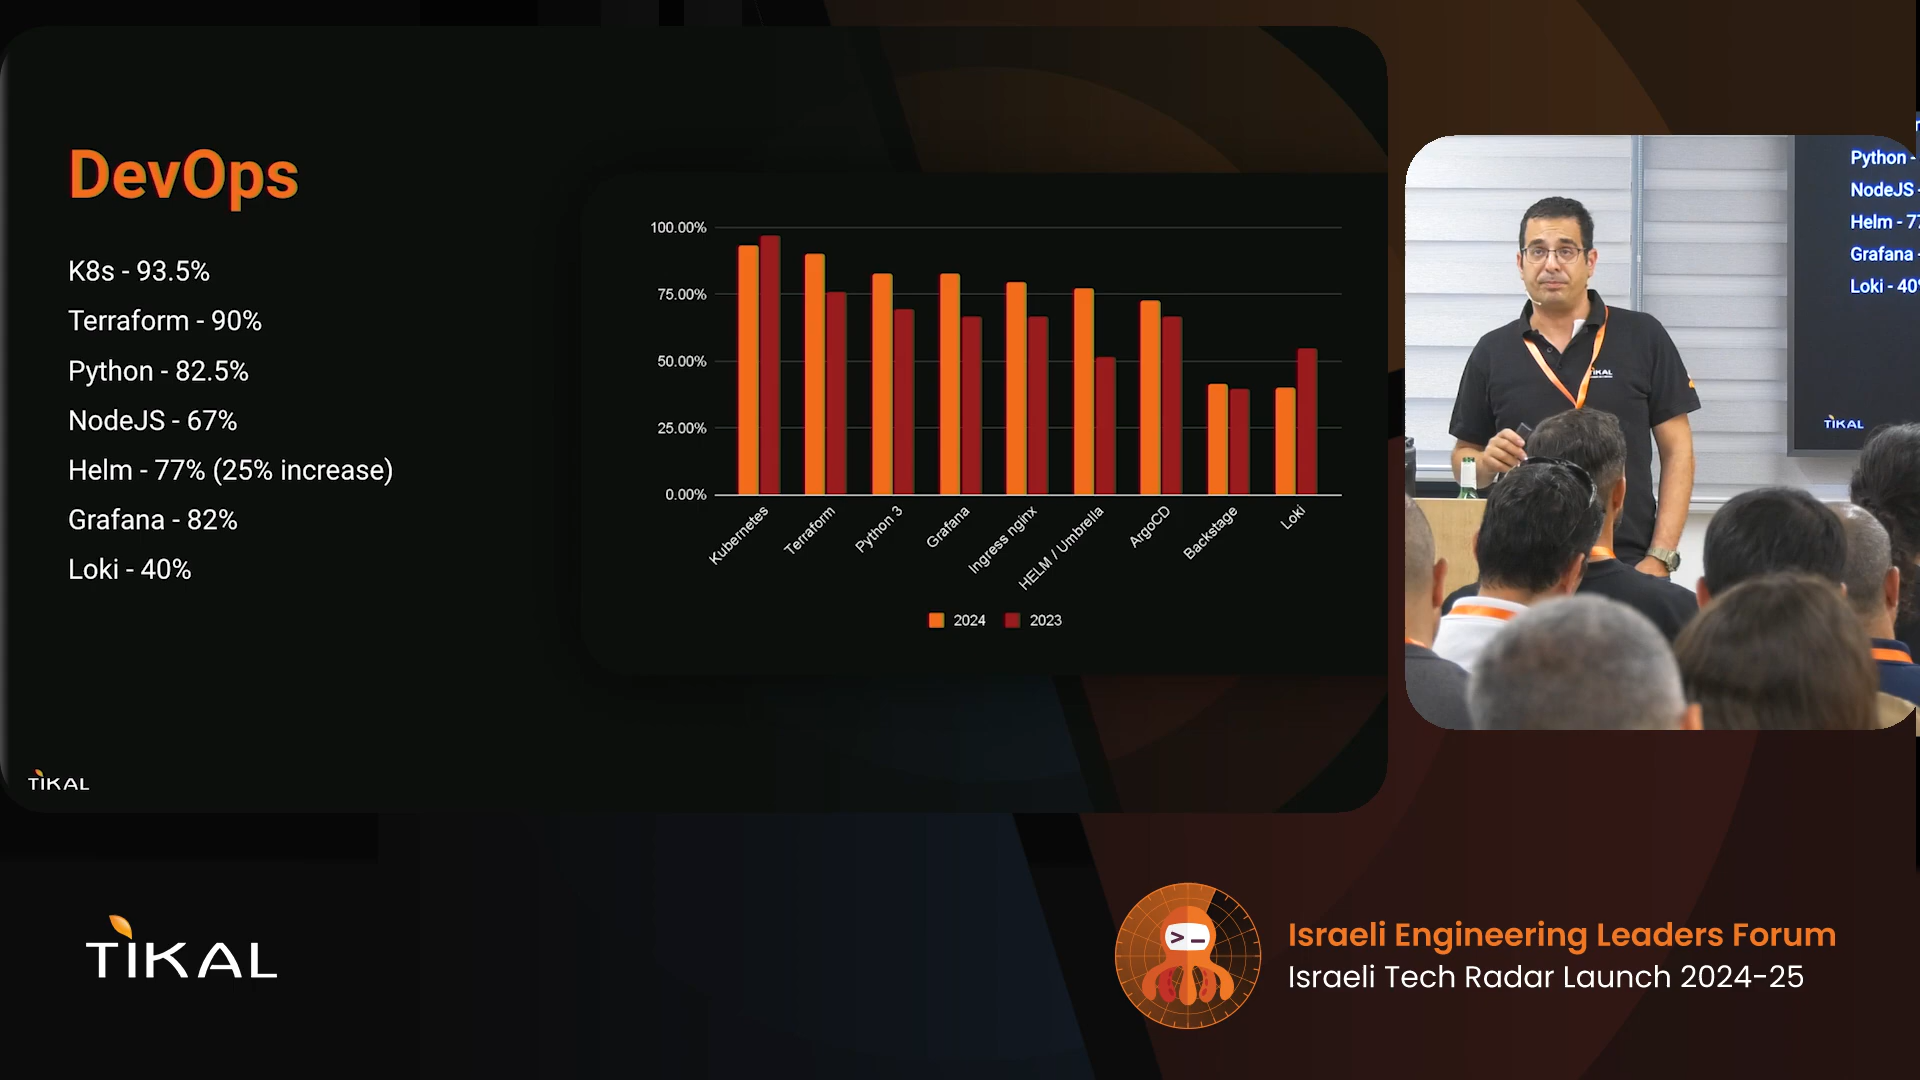 DevOps
K8s - 93.5%
Terraform - 90%
Python - 82.5%
NodeJS - 67%
Helm - 77% (25% increase)
Grafana - 82%
Loki - 40%
100.00%
75.00%
50.00%
25.00%
0.00%
Kubernetes
Terraform
Python 3
Grafana
Ingress nginx
HELM / Umbrella
ArgoCD
Backstage
Loki
2024
2023
TIKAL
Python -
NodeJS -
Helm - 77
Grafana -
Loki - 40%
TIKAL
TIKAL
TIKAL
>_
Israeli Engineering Leaders Forum
Israeli Tech Radar Launch 2024-25